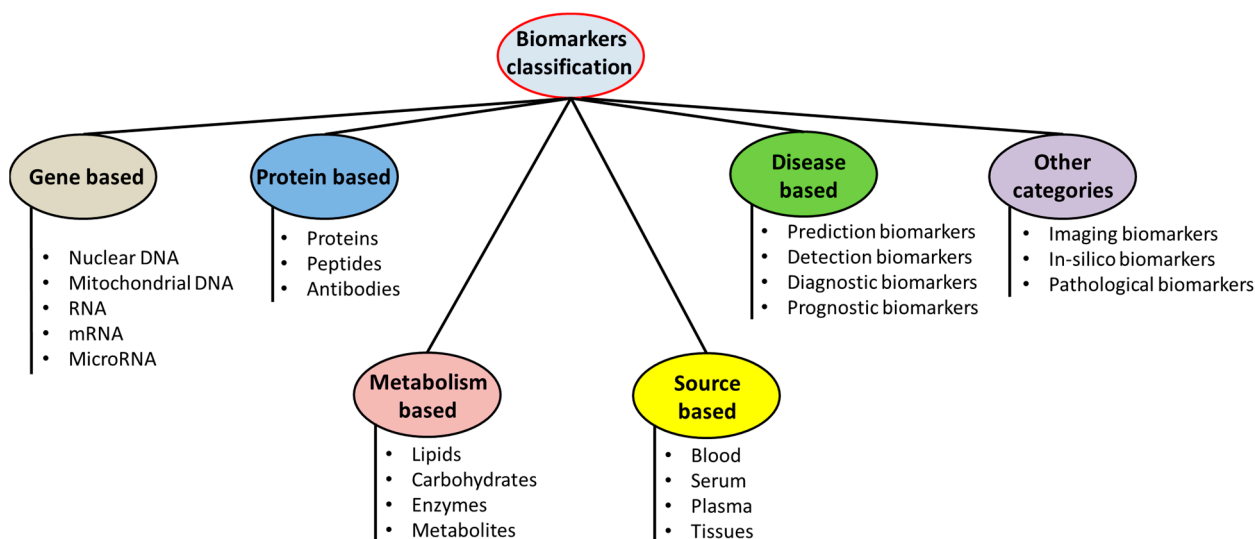 Biomarkers
classification
Gene based
• Nuclear DNA
• Mitochondrial DNA
• RNA
• mRNA
• MicroRNA
Protein based
• Proteins
• Peptides
• Antibodies
Metabolism
based
• Lipids
• Carbohydrates
• Enzymes
• Metabolites
Source
based
• Blood
• Serum
• Plasma
• Tissues
Disease
based
• Prediction biomarkers
• Detection biomarkers
• Diagnostic biomarkers
• Prognostic biomarkers
Other
categories
• Imaging biomarkers
• In-silico biomarkers
• Pathological biomarkers